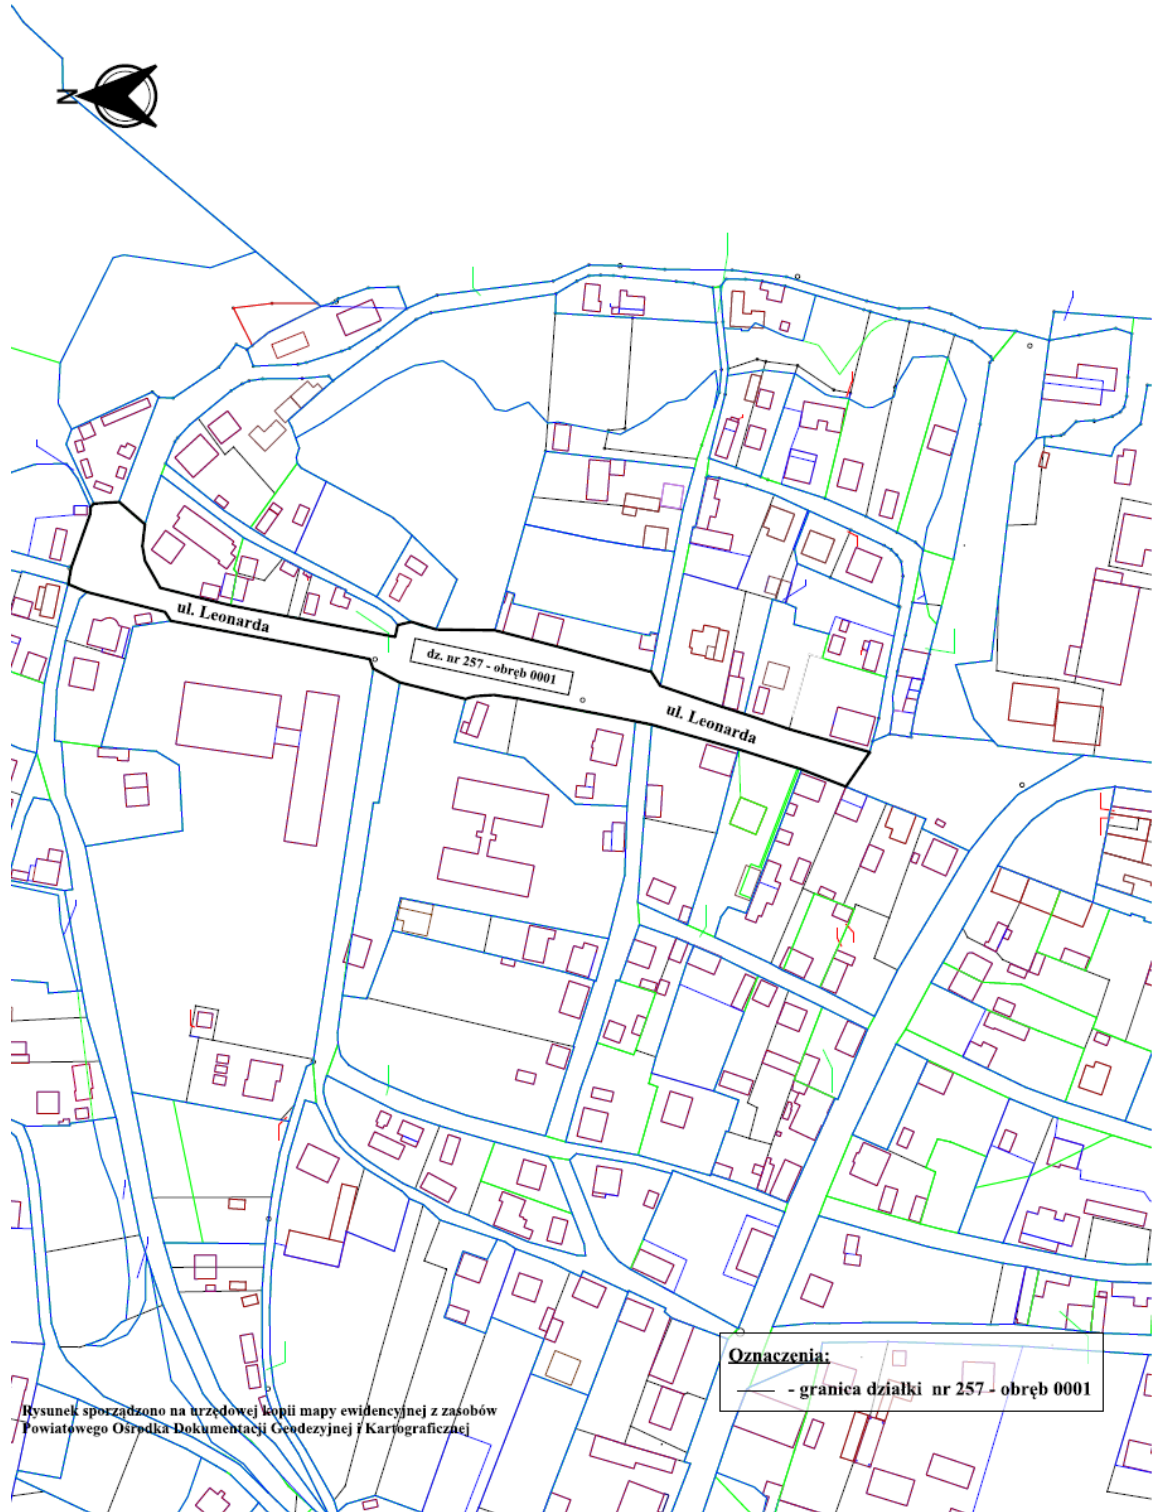 N
ul. Leonarda
dz. nr 257 - obręb 0001
ul. Leonarda
Oznaczenia:
- granica działki nr 257 - obręb 0001
Rysunek sporządzono na urzędowej kopii mapy ewidencyjnej z zasobów
Powiatowego Ośrodka Dokumentacji Geodezyjnej i Kartograficznej